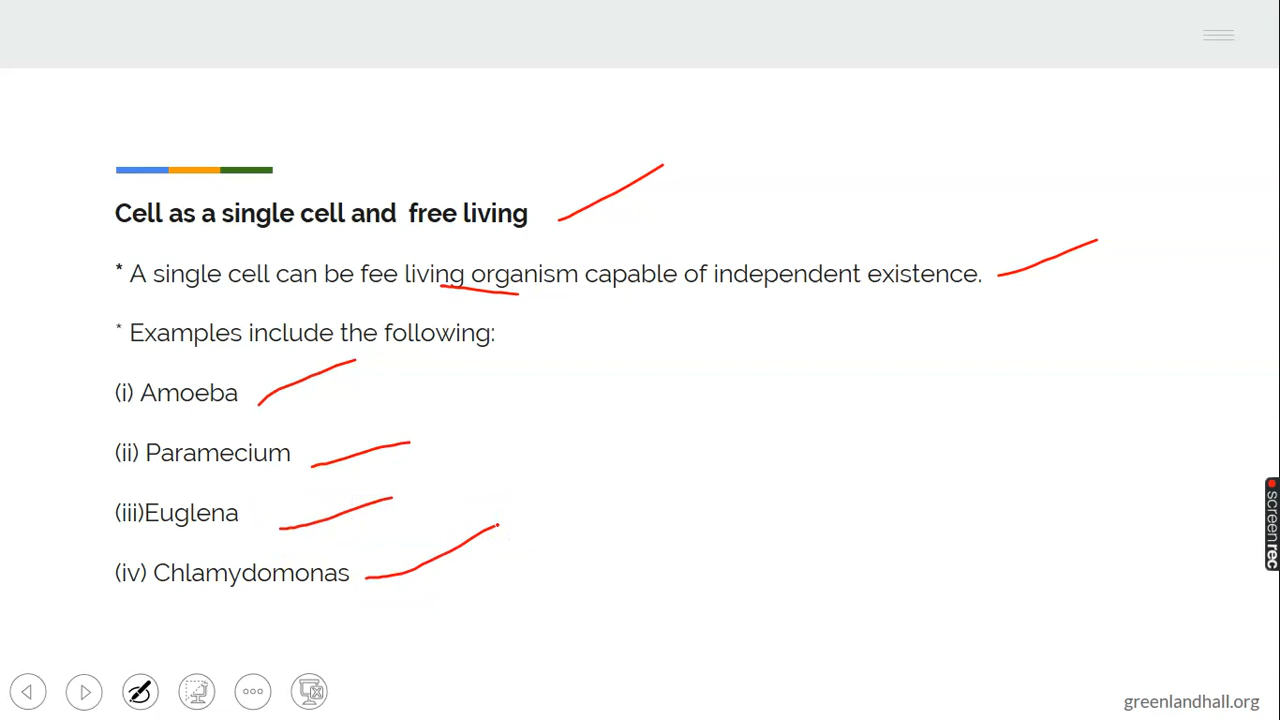 Cell as a single cell and free living
* A single cell can be fee living organism capable of independent existence.
* Examples include the following:
(i) Amoeba
(ii) Paramecium
(iii)Euglena
(iv) Chlamydomonas
screenrec
greenlandhall.org